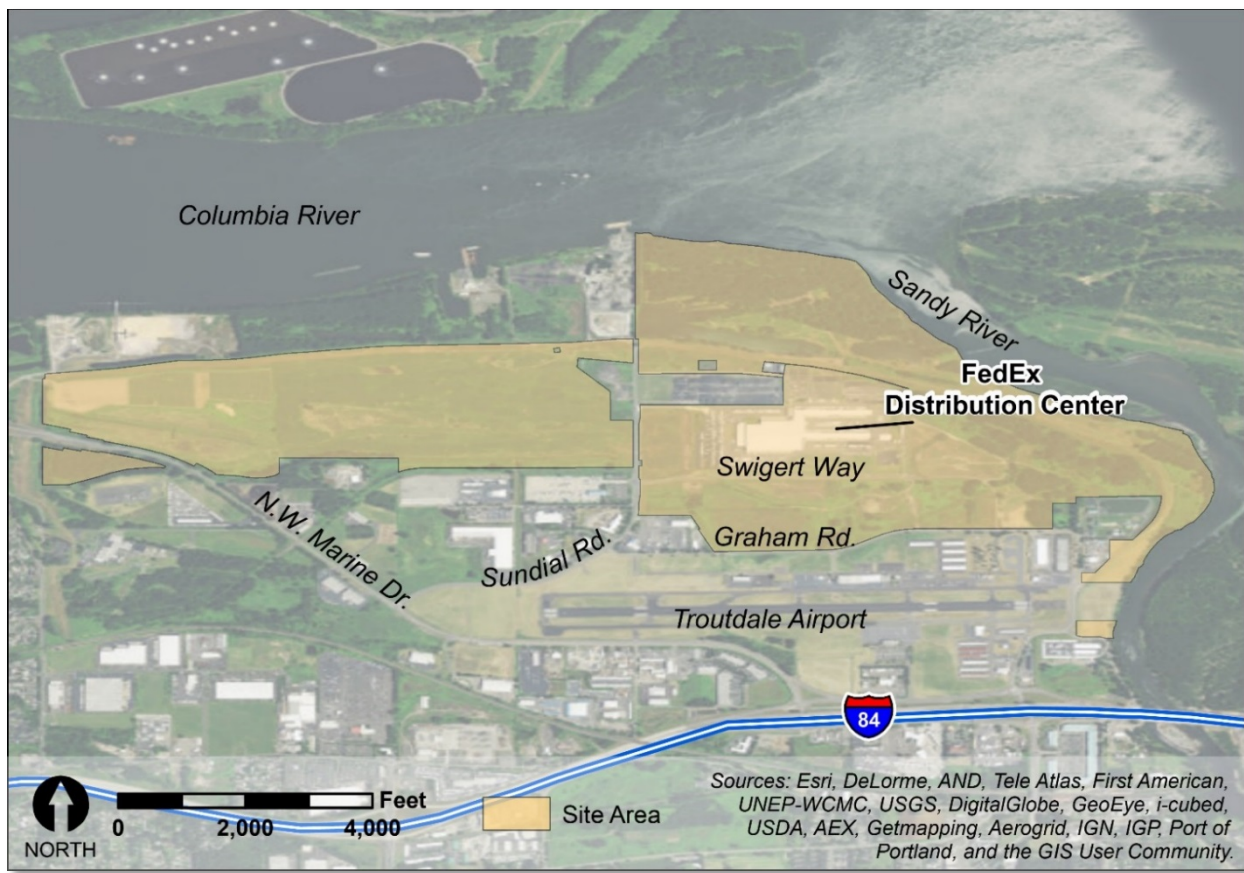 Columbia River
Sandy River
FedEx
Distribution Center
Swigert Way
Graham Rd.
N.W. Marine Dr.
Sundial Rd.
Troutdale Airport
84
NORTH
0 2,000 4,000
Feet
Site Area
Sources: Esri, DeLorme, AND, Tele Atlas, First American,
UNEP-WCMC, USGS, DigitalGlobe, GeoEye, i-cubed,
USDA, AEX, Getmapping, Aerogrid, IGN, IGP, Port of
Portland, and the GIS User Community.